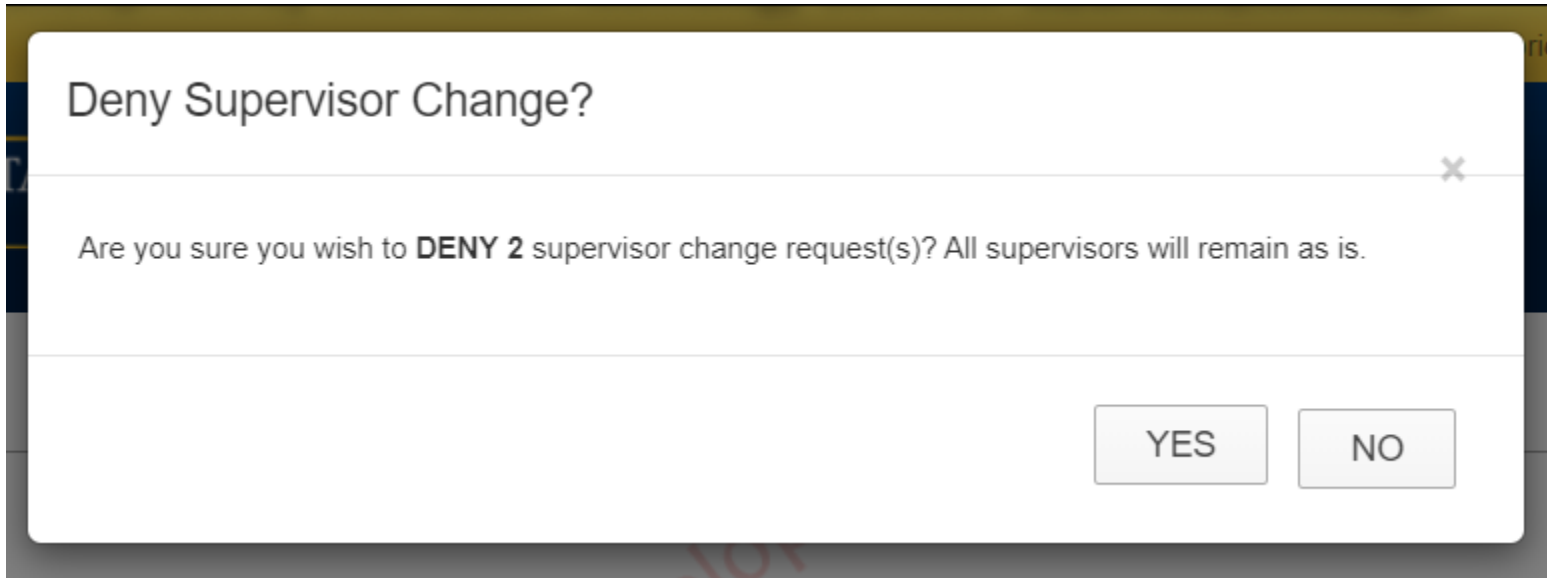 Deny Supervisor Change?
×
Are you sure you wish to DENY 2 supervisor change request(s)? All supervisors will remain as is.
YES
NO